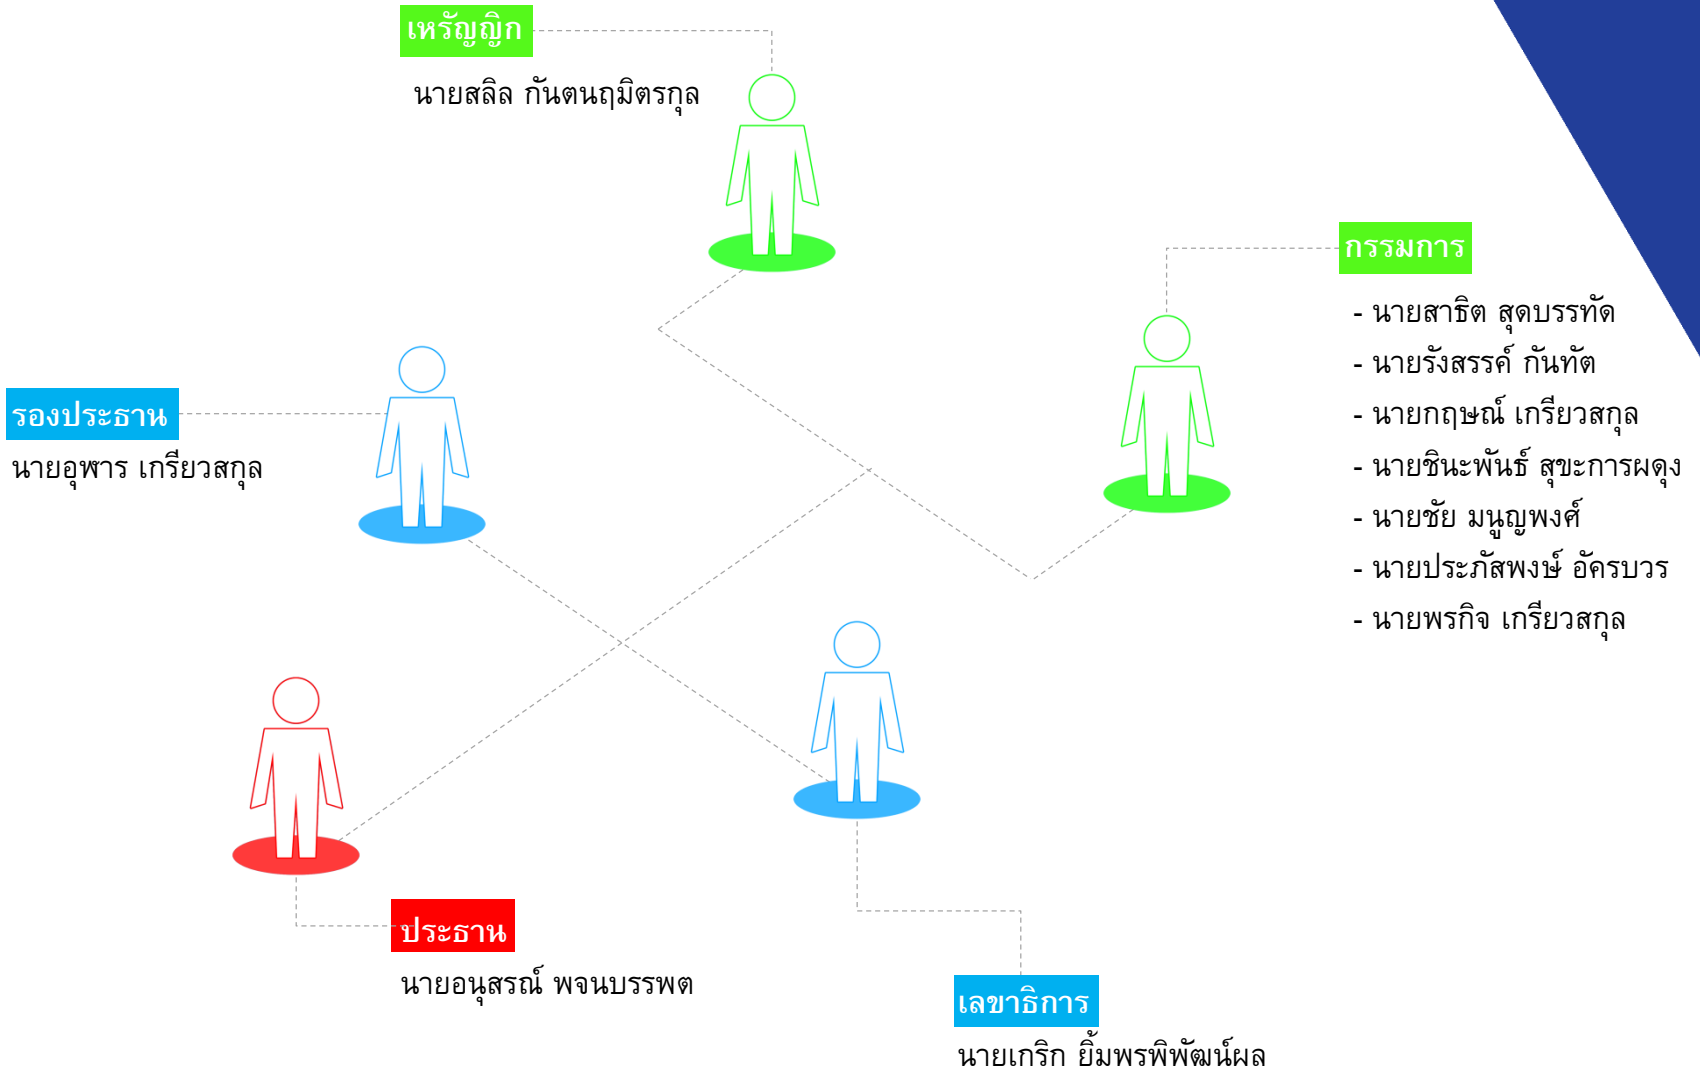 เหรัญญิก
นายสลิล กันตนฤมิตรกุล
กรรมการ
- นายสาธิต สุดบรรทัด
- นายรังสรรค์ กันทัต
- นายกฤษณ์ เกรียวสกุล
- นายชินะพันธ์ สุขะการผดุง
- นายชัย มนูญพงศ์
- นายประภัสพงษ์ อัครบวร
- นายพรกิจ เกรียวสกุล
รองประธาน
นายอุฬาร เกรียวสกุล
ประธาน
นายอนุสรณ์ พจนบรรพต
เลขาธิการ
นายเกริก ยิ้มพรพิพัฒน์ผล